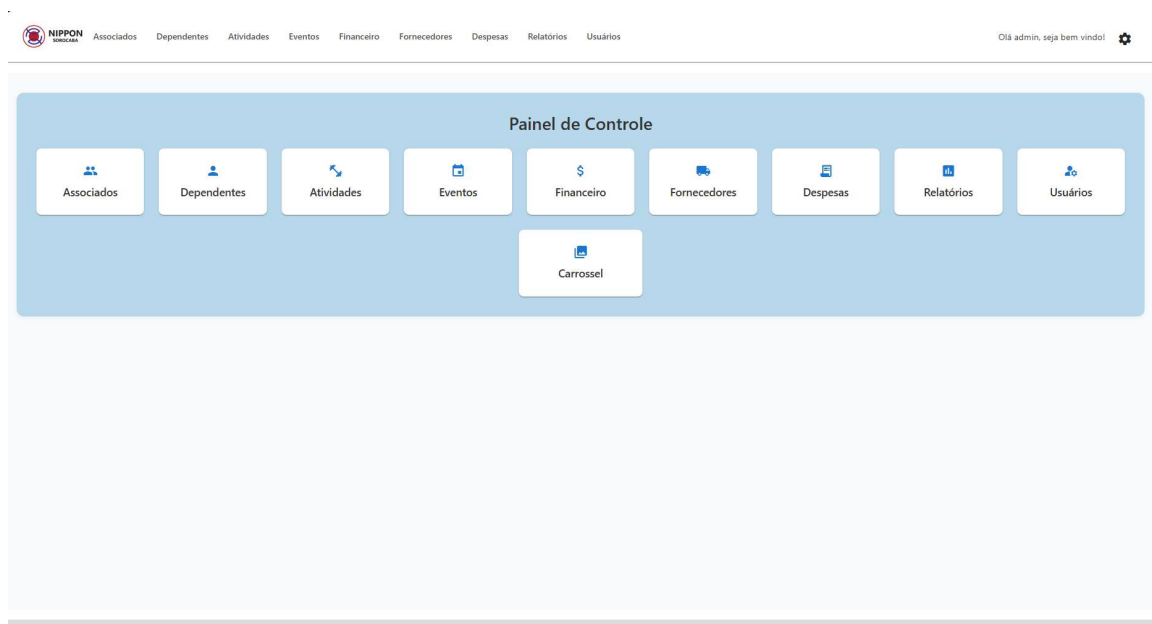 NIPPON
SOROCABA
Associados Dependentes Atividades Eventos Financeiro Fornecedores Despesas Relatórios Usuários Olá admin, seja bem vindo!
Painel de Controle
Associados Dependentes Atividades Eventos Financeiro Fornecedores Despesas Relatórios Usuários
Carrossel